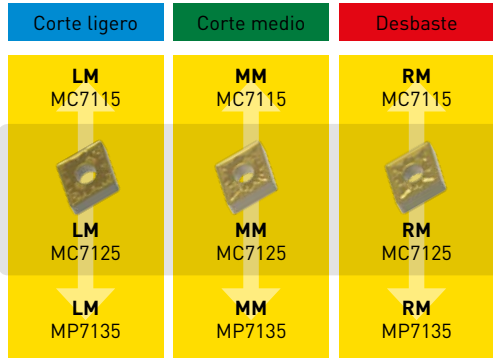 Corte ligero
Corte medio
Desbaste
LM
MC7115
MM
MC7115
RM
MC7115
LM
MC7125
MM
MC7125
RM
MC7125
LM
MP7135
MM
MP7135
RM
MP7135